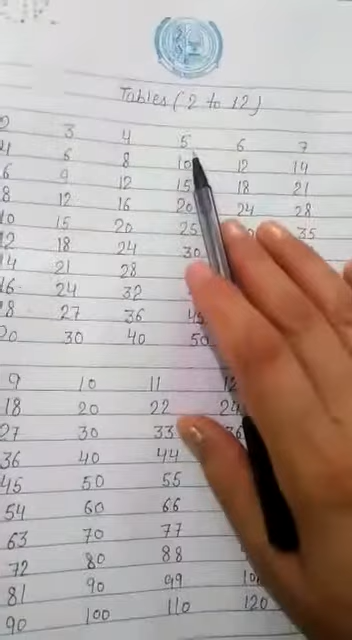 Tables (2 to 12)
2 3 4 5 6 7
4 6 8 10 12 14
6 9 12 15 18 21
8 12 16 20 24 28
10 15 20 25 35
12 18 24 30
14 21 28
16 24 32
18 27 36 45
20 30 40 50
9 10 11 12
18 20 22 24
27 30 33 36
36 40 44
45 50 55
54 60 66
63 70 77
72 80 88
81 90 99
90 100 110 120